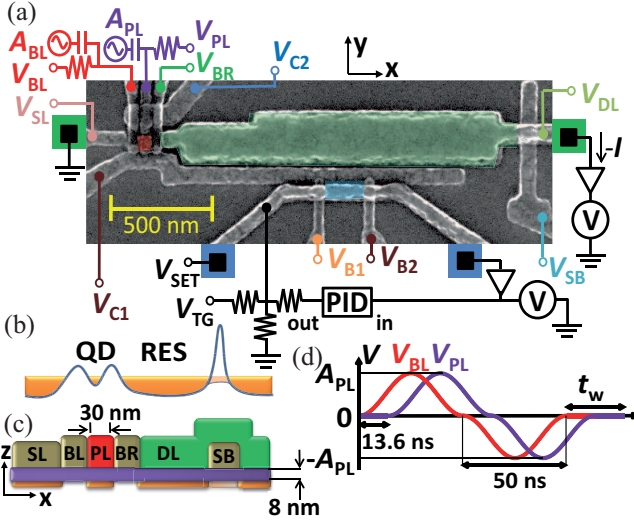 (a)
A_BL
A_PL
V_PL
V_BL
V_BR
V_C2
y
x
V_SL
V_DL
-I
500 nm
V
V_SET
V_B1
V_B2
V_SB
V_C1
V_TG
out
PID
in
V
(b)
QD RES
(c)
30 nm
z
SL BL PL BR DL SB
x
8 nm
(d)
V V_BL V_PL
A_PL
t_w
0
13.6 ns
-A_PL
50 ns